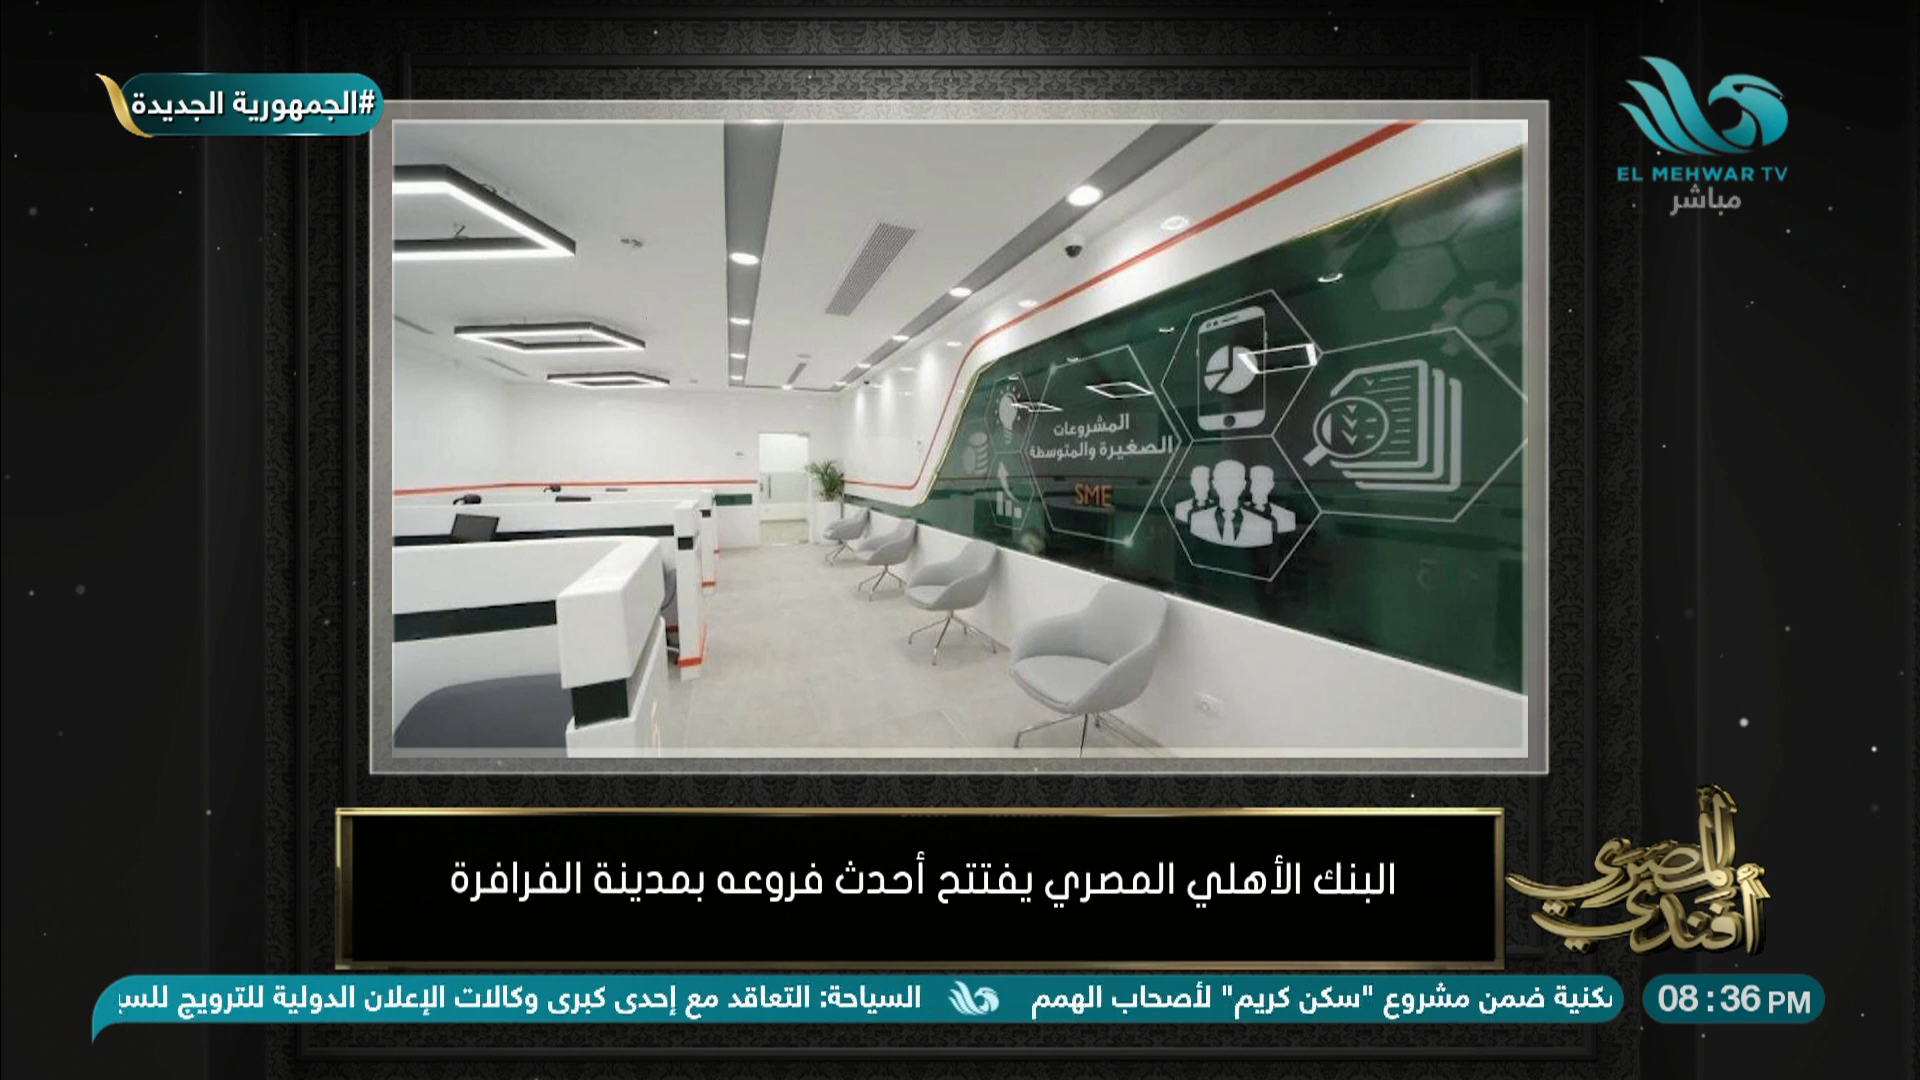 #الجمهورية الجديدة
EL MEHWAR TV
مباشر
المشروعات
الصغيرة والمتوسطة
SME
البنك الأهلي المصري يفتتح أحدث فروعه بمدينة الفرافرة
المصري أفندي
ضمن مشروع "سكن كريم" لأصحاب الهمم
السياحة: التعاقد مع إحدى كبرى وكالات الإعلان الدولية للترويج
08:36 PM